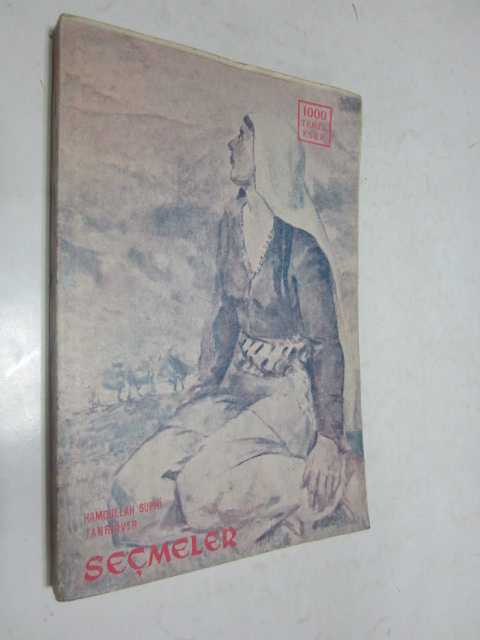 1000
TEMEL
ESER
HAMDULLAH SUPHİ
TANRIÖVER
SEÇMELER